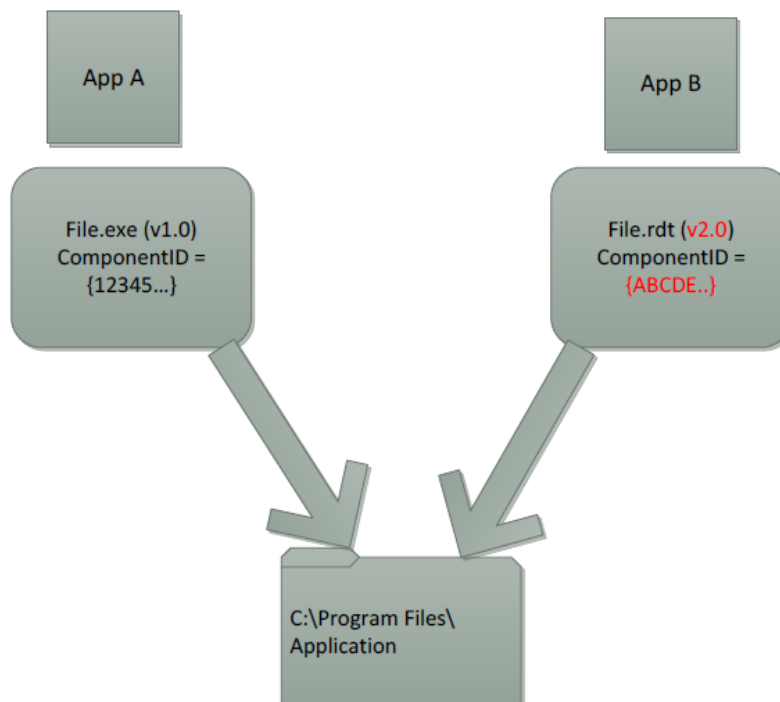 App A
App B
File.exe (v1.0)
ComponentID =
{12345...}
File.rdt (v2.0)
ComponentID =
{ABCDE..}
C:\Program Files\
Application